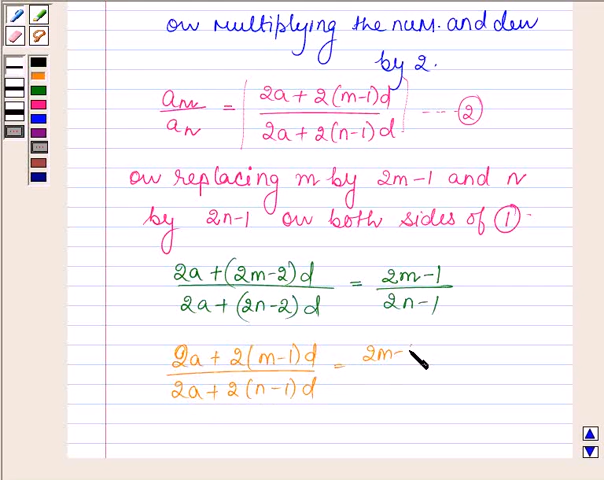 on multiplying the num. and den
by 2.
am/an = | 2a + 2(m-1)d / 2a + 2(n-1)d | ---- ②
on replacing m by 2m-1 and n
by 2n-1 on both sides of ①.
2a + (2m-2)d / 2a + (2n-2)d = 2m-1 / 2n-1
2a + 2(m-1)d / 2a + 2(n-1)d = 2m-